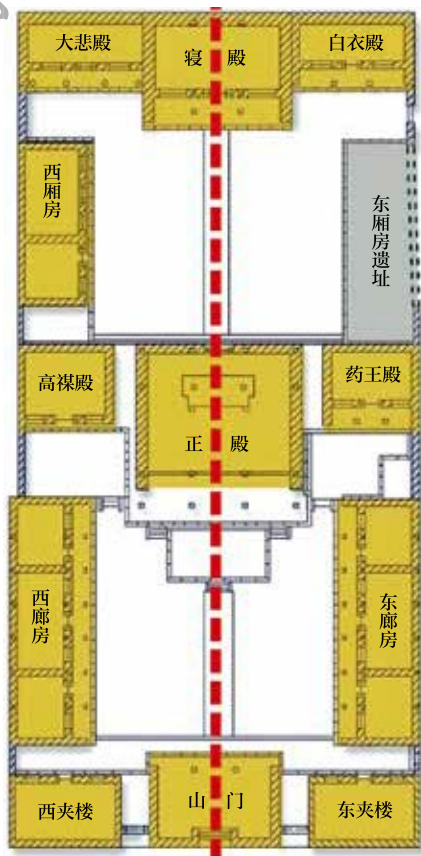 大悲殿
寝 殿
白衣殿
西厢房
东厢房遗址
高禖殿
药王殿
正 殿
西廊房
东廊房
西夹楼
山 门
东夹楼